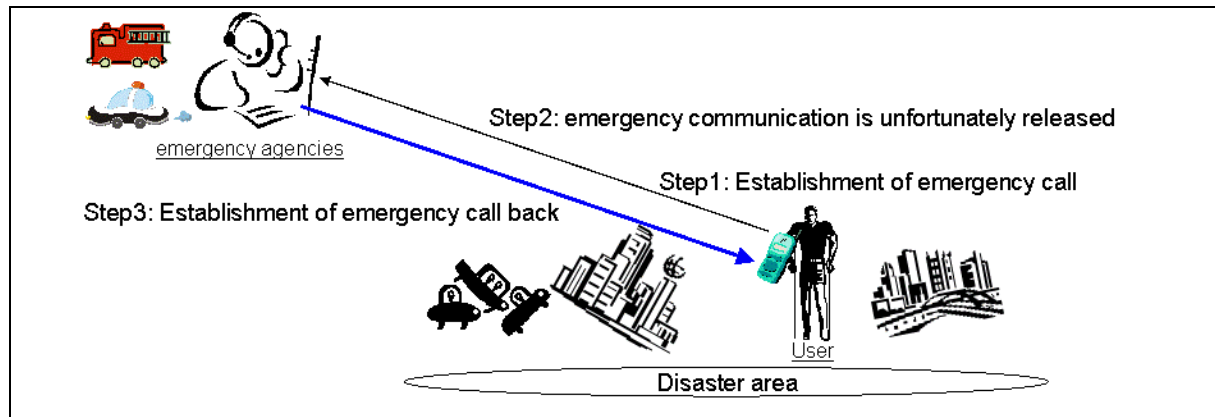 Step2: emergency communication is unfortunately released
emergency agencies
Step1: Establishment of emergency call
Step3: Establishment of emergency call back
User
Disaster area